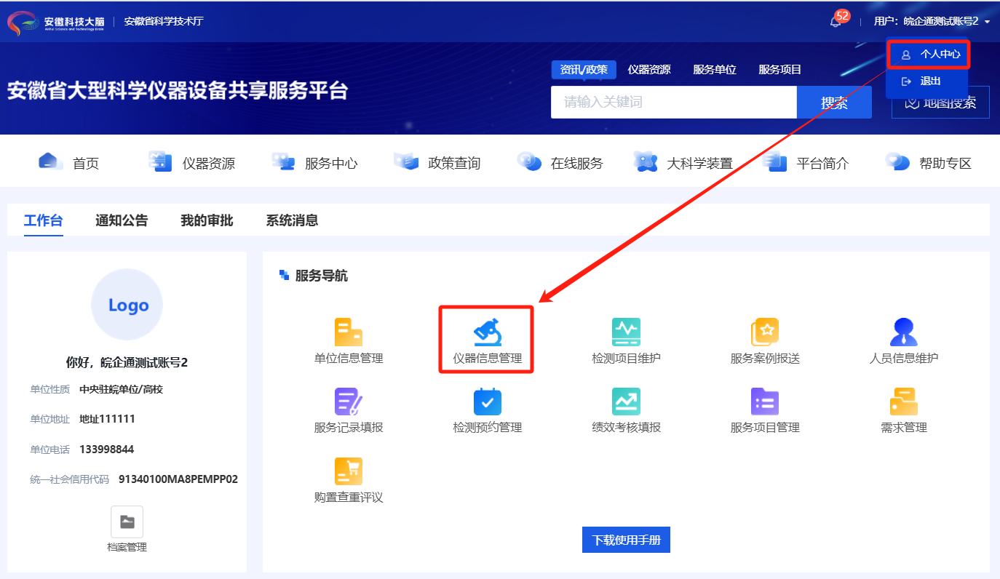 安徽科技大脑
Anhui Science and Technology Brain
安徽省科学技术厅
52
用户：皖企通测试账号2
个人中心
退出
安徽省大型科学仪器设备共享服务平台
资讯/政策 仪器资源 服务单位 服务项目
请输入关键词
搜索
地图搜索
首页 仪器资源 服务中心 政策查询 在线服务 大科学装置 平台简介 帮助专区
工作台 通知公告 我的审批 系统消息
Logo
你好，皖企通测试账号2
单位性质 中央驻皖单位/高校
单位地址 地址111111
单位电话 133998844
统一社会信用代码 91340100MA8PEMPP02
档案管理
服务导航
单位信息管理 仪器信息管理 检测项目维护 服务案例报送 人员信息维护
服务记录填报 检测预约管理 绩效考核填报 服务项目管理 需求管理
购置查重评议
下载使用手册